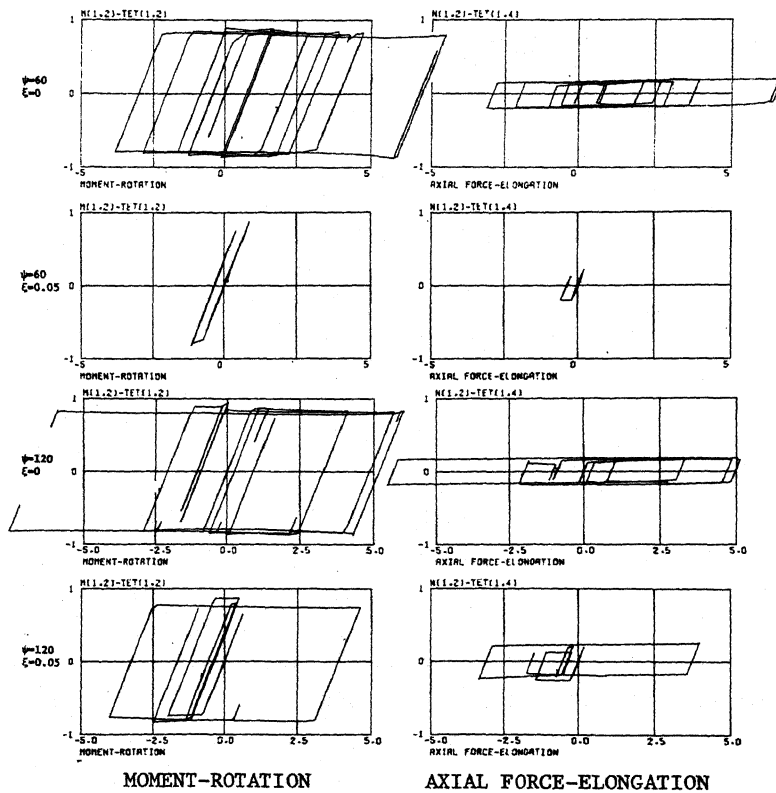 M(1.2)-TET(1.2) N(1.2)-TET(1.4)
1 1
ψ=60
ξ=0
0 0
-1 -1
0 5 -5 0 5
MOMENT-ROTATION AXIAL FORCE-ELONGATION
M(1.2)-TET(1.2) N(1.2)-TET(1.4)
1 1
ψ=60
ξ=0.05
0 0
-1 -1
-5 0 5 -5 0 5
MOMENT-ROTATION AXIAL FORCE-ELONGATION
M(1.2)-TET(1.2) N(1.2)-TET(1.4)
1 1
ψ=120
ξ=0
0 0
-1 -1
-5.0 -2.5 0.0 2.5 5.0 -5.0 -2.5 0.0 2.5 5.0
MOMENT-ROTATION AXIAL FORCE-ELONGATION
M(1.2)-TET(1.2) N(1.2)-TET(1.4)
1 1
ψ=120
ξ=0.05
0 0
-1 -1
-5.0 -2.5 0.0 2.5 5.0 -5.0 -2.5 0.0 2.5 5.0
MOMENT-ROTATION AXIAL FORCE-ELONGATION
MOMENT-ROTATION AXIAL FORCE-ELONGATION